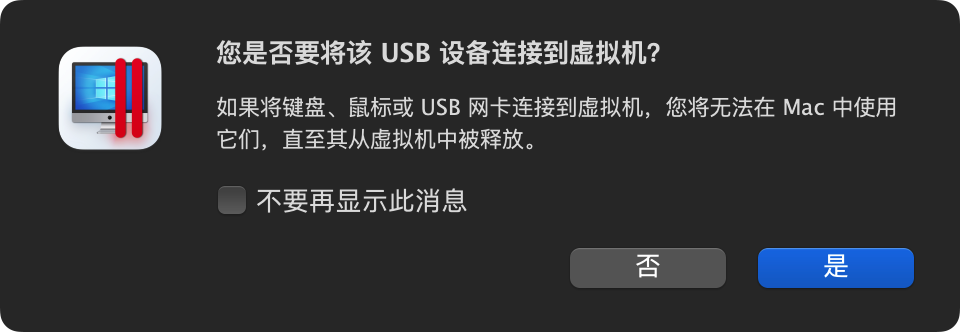 您是否要将该 USB 设备连接到虚拟机?
如果将键盘、鼠标或 USB 网卡连接到虚拟机，您将无法在 Mac 中使用
它们，直至其从虚拟机中被释放。
不要再显示此消息
否
是